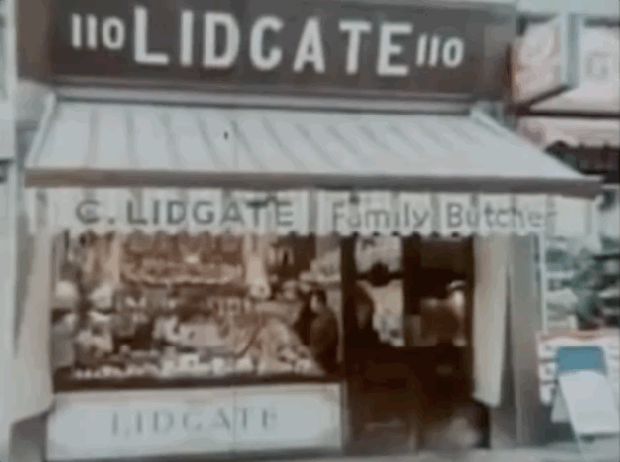 110 LIDGATE 110
C. LIDGATE Family Butcher
LIDGATE